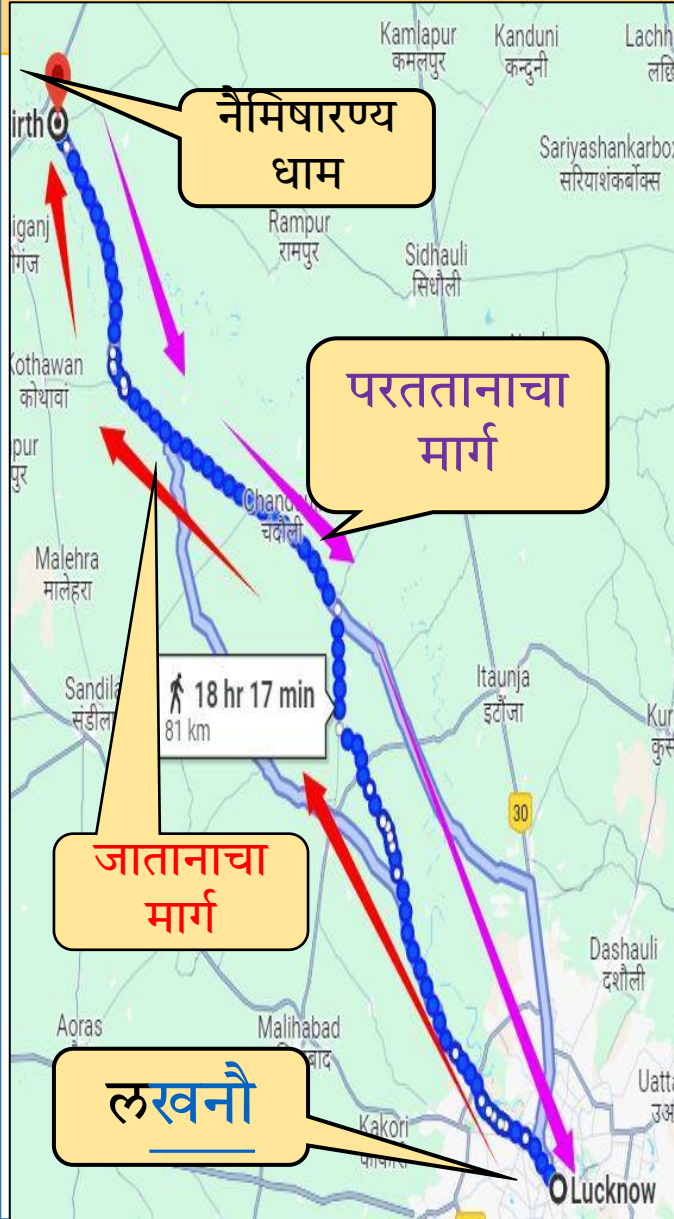 Kamlapur
कमलपुर
Kanduni
कन्दुनी
Lachh
लछि
irth
नैमिषारण्य
धाम
Sariyashankarbox
सरियाशंकर्बोक्स
iganj
गंज
Rampur
रामपुर
Sidhauli
सिधौली
Kothawan
कोथावां
परततानाचा
मार्ग
pur
पुर
चंदौली
Malehra
मालेहरा
Sandila
संडीला
18 hr 17 min
81 km
Itaunja
इटौंजा
Kur
30
जातानाचा
मार्ग
Dashauli
दशौली
Aoras
Malihabad
बाद
लखनौ
Uatta
Kakori
Lucknow